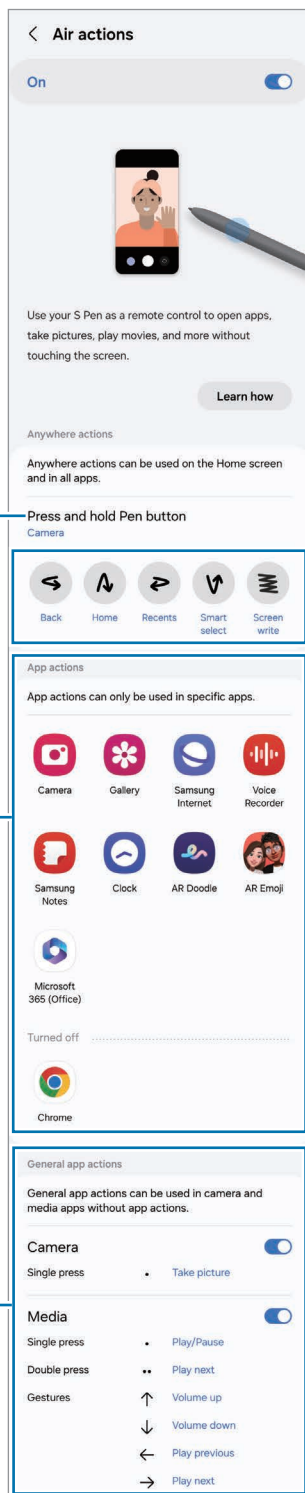 Air actions
On
Use your S Pen as a remote control to open apps,
take pictures, play movies, and more without
touching the screen.
Learn how
Anywhere actions
Anywhere actions can be used on the Home screen
and in all apps.
Press and hold Pen button
Camera
Back Home Recents Smart select Screen write
App actions
App actions can only be used in specific apps.
Camera Gallery Samsung Internet Voice Recorder
Samsung Notes Clock AR Doodle AR Emoji
Microsoft
365 (Office)
Turned off
Chrome
General app actions
General app actions can be used in camera and
media apps without app actions.
Camera
Single press • Take picture
Media
Single press • Play/Pause
Double press •• Play next
Gestures ↑ Volume up
↓ Volume down
← Play previous
→ Play next